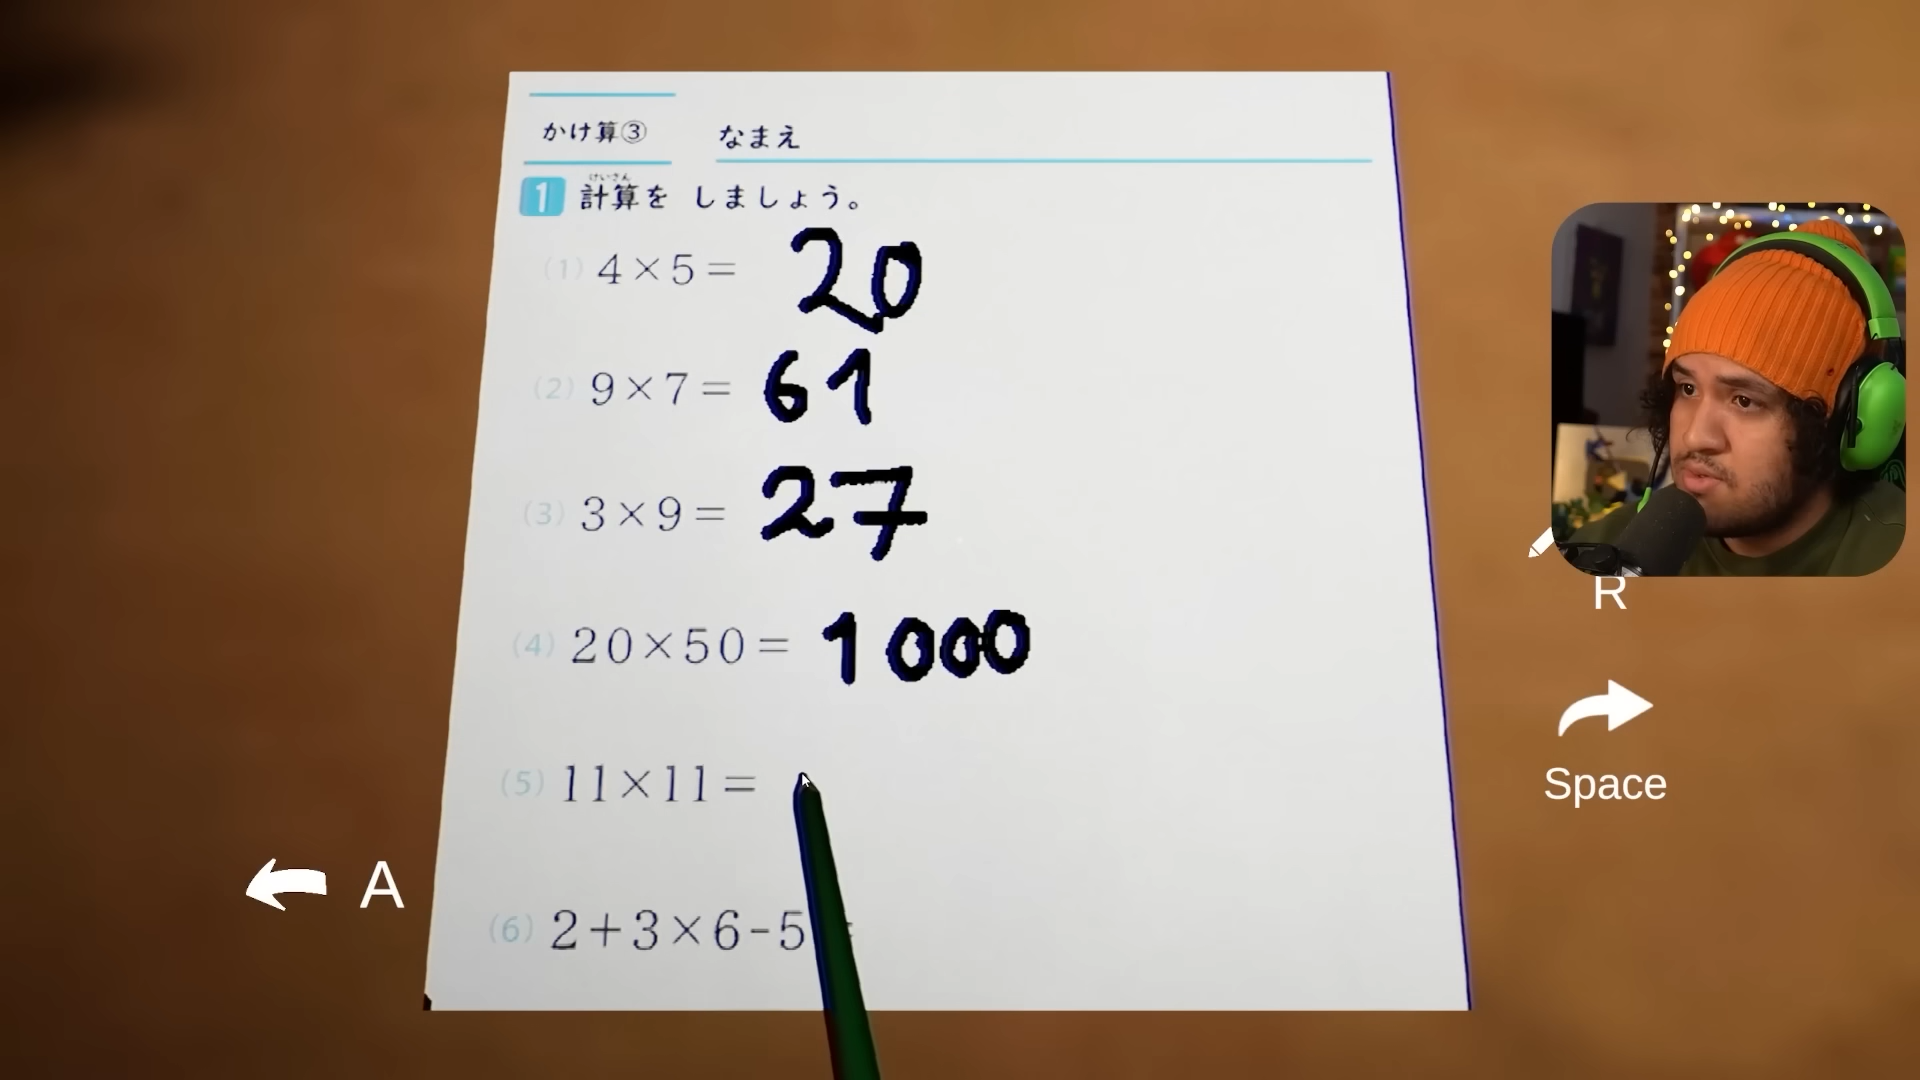 かけ算③ なまえ
けいさん
1 計算を しましょう。
(1) 4×5= 20
(2) 9×7= 61
(3) 3×9= 27
(4) 20×50= 1000
(5) 11×11=
(6) 2+3×6-5=
R
Space
A